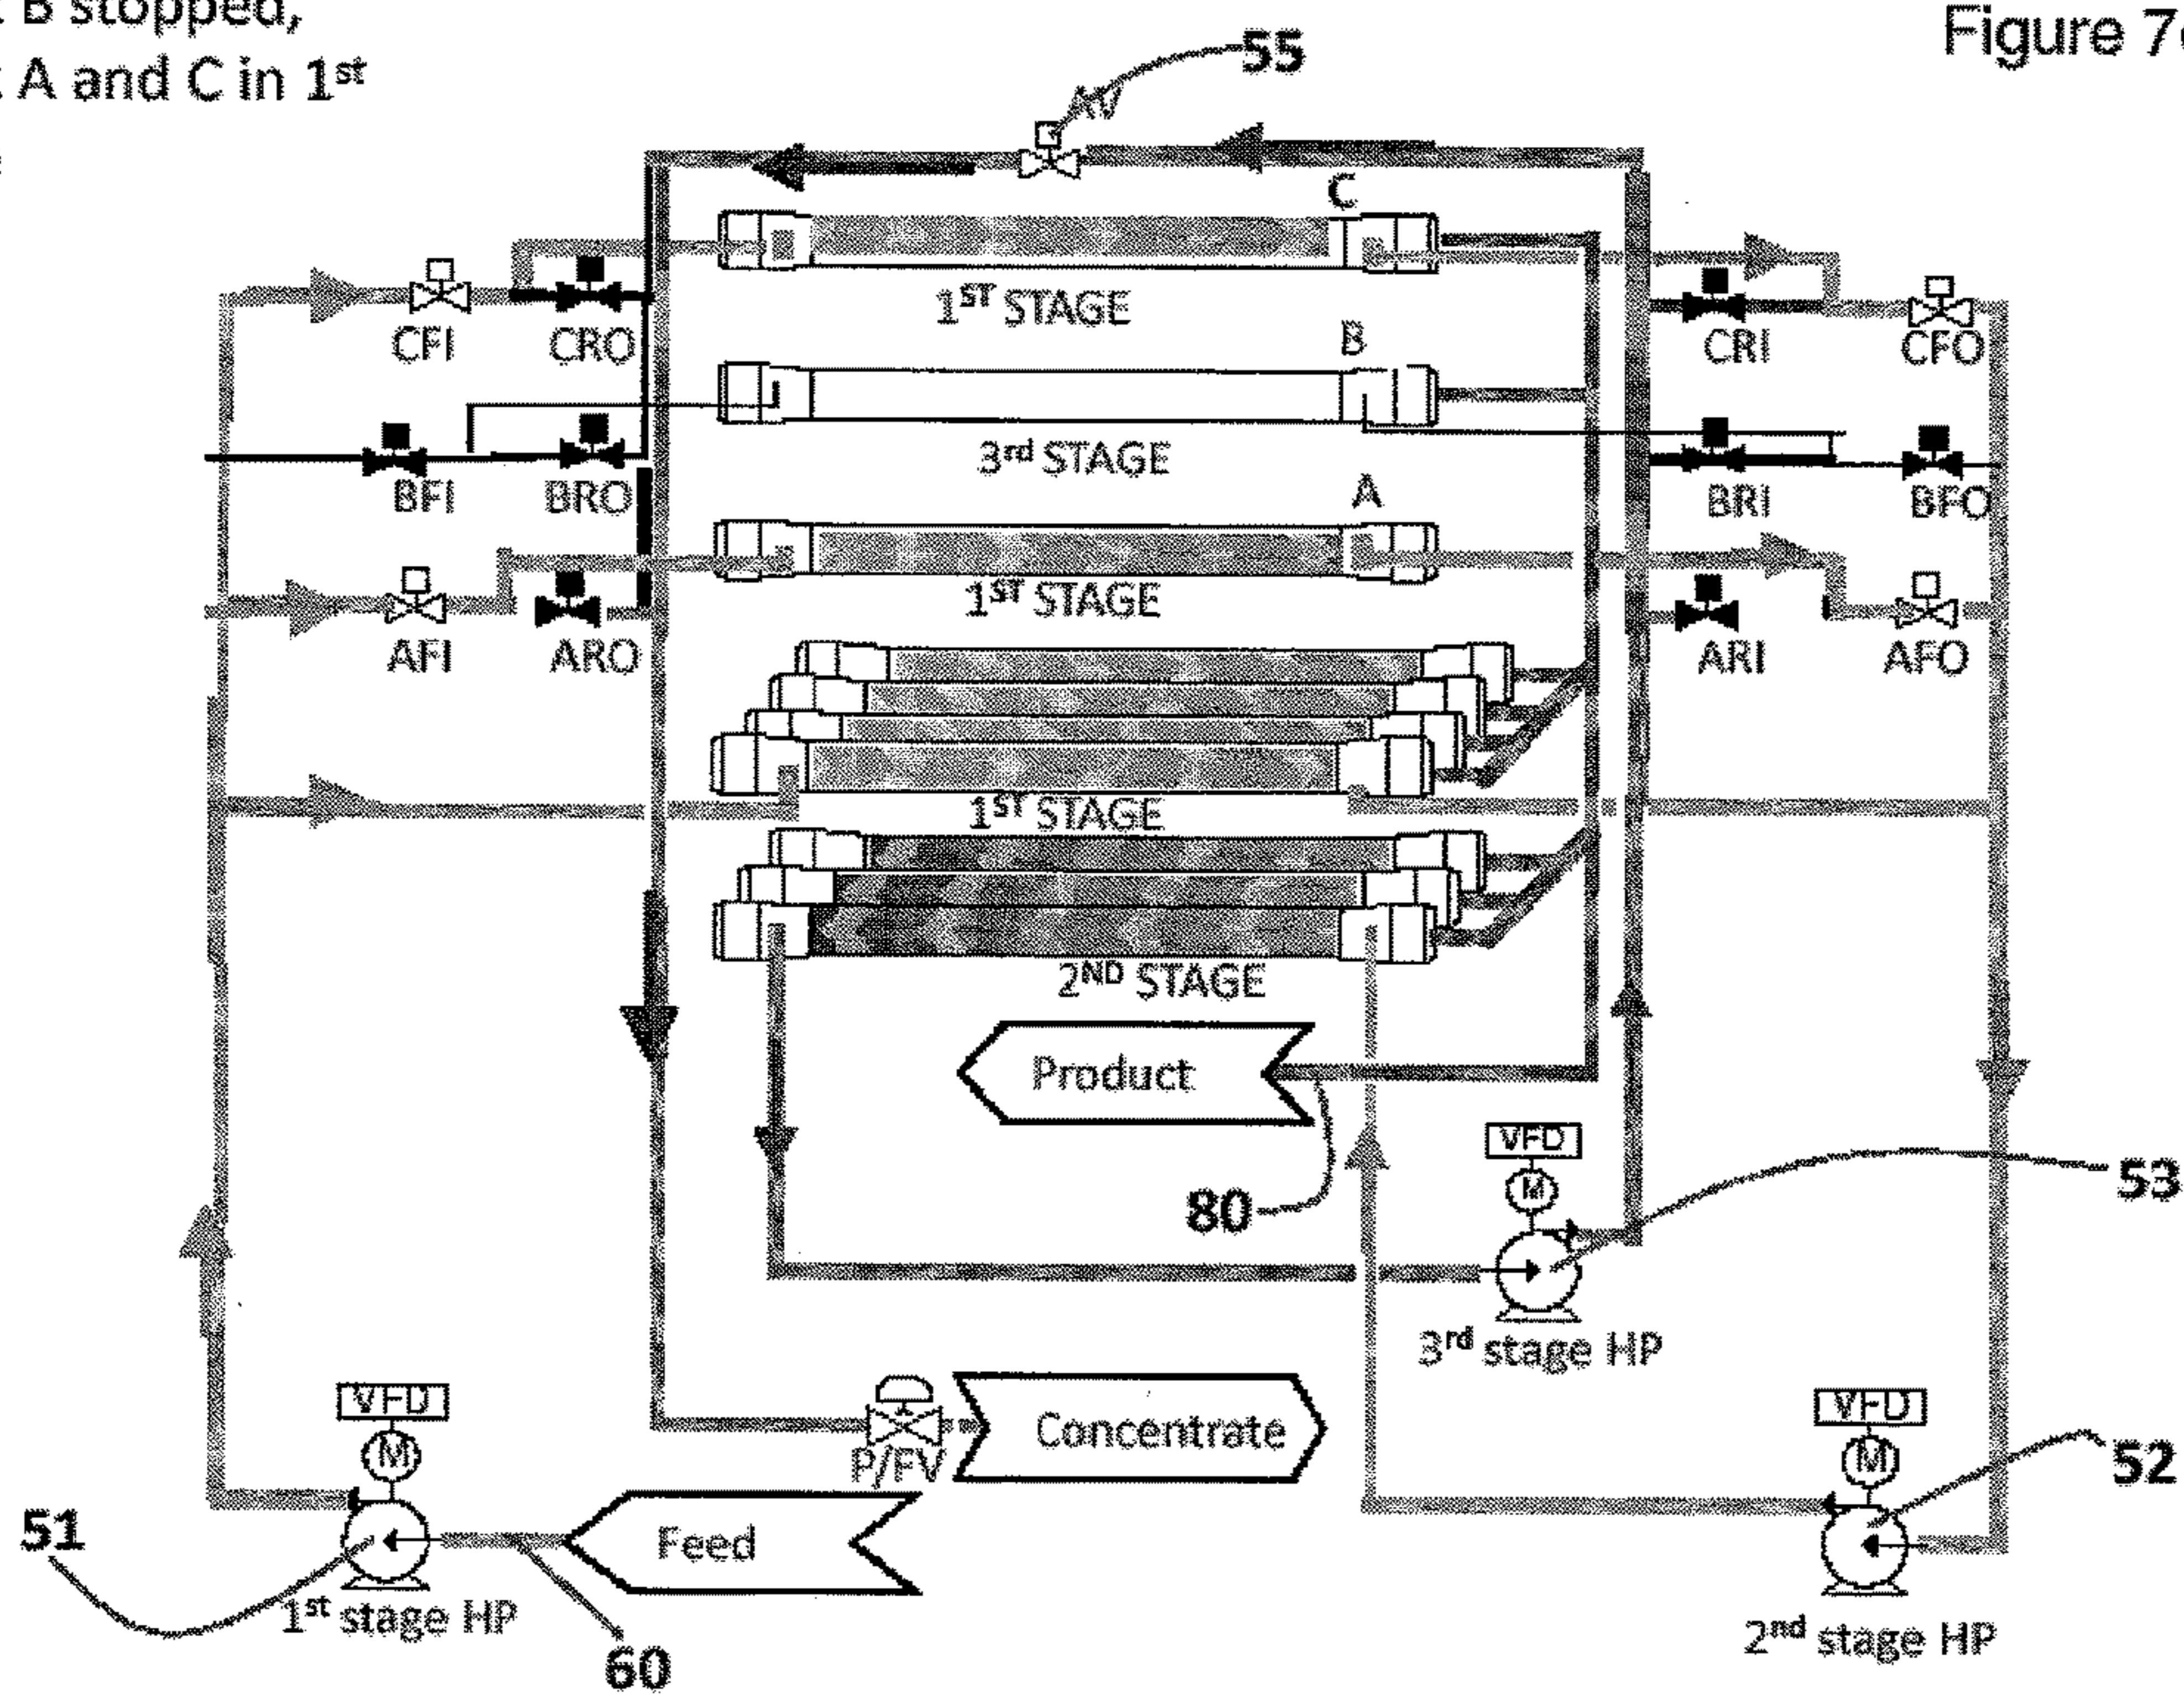 B stopped,
Figure 7
A and C in 1st
55
AV
C
1ST STAGE
CFI
CRO
CRI
CFO
B
3rd STAGE
BFI
BRO
BRI
BFO
A
1ST STAGE
AFI
ARO
ARI
AFO
1ST STAGE
2ND STAGE
Product
VFD
M
53
80
3rd stage HP
VFD
M
Concentrate
P/FV
VFD
M
52
51
Feed
1st stage HP
60
2nd stage HP